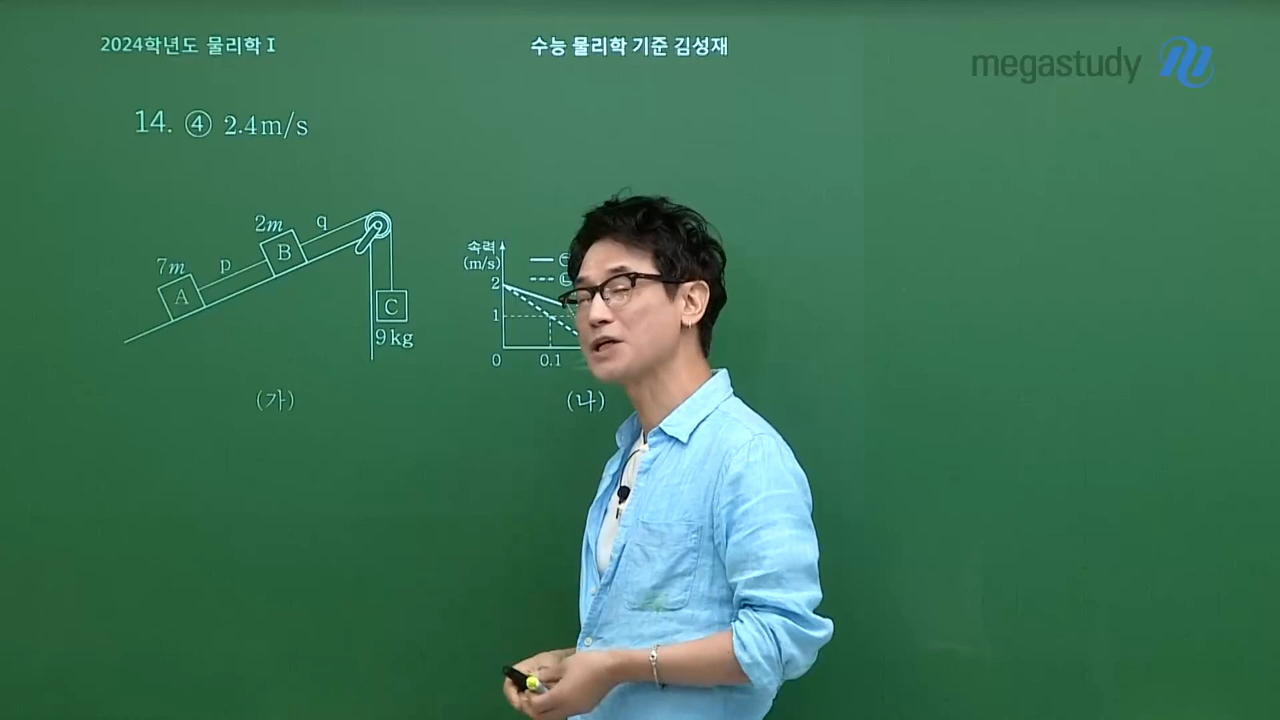 2024학년도 물리학 I
수능 물리학 기준 김성재
megastudy
14. ④ 2.4m/s
7m
A
p
2m
B
q
C
9kg
(가)
속력
(m/s)
2
1
0
0.1
(나)